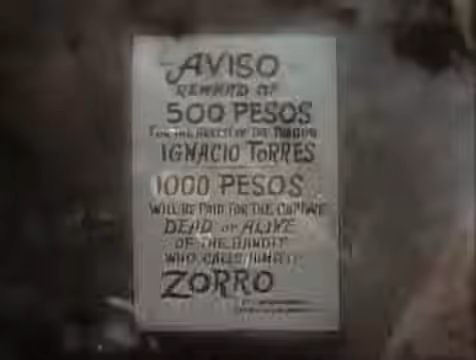 AVISO
REWARD OF
500 PESOS
FOR THE ARREST OF THE
IGNACIO TORRES
1000 PESOS
WILL BE PAID FOR THE CAPTURE
DEAD OR ALIVE
OF THE BANDIT
WHO CALLS HIMSELF
ZORRO